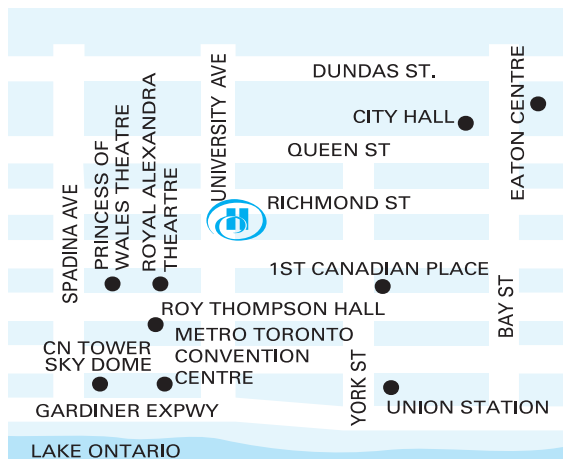 DUNDAS ST.
CITY HALL
EATON CENTRE
QUEEN ST
UNIVERSITY AVE
PRINCESS OF
WALES THEATRE
ROYAL ALEXANDRA
THEARTRE
SPADINA AVE
RICHMOND ST
H
1ST CANADIAN PLACE
BAY ST
ROY THOMPSON HALL
METRO TORONTO
CONVENTION
CENTRE
CN TOWER
SKY DOME
YORK ST
GARDINER EXPWY
UNION STATION
LAKE ONTARIO